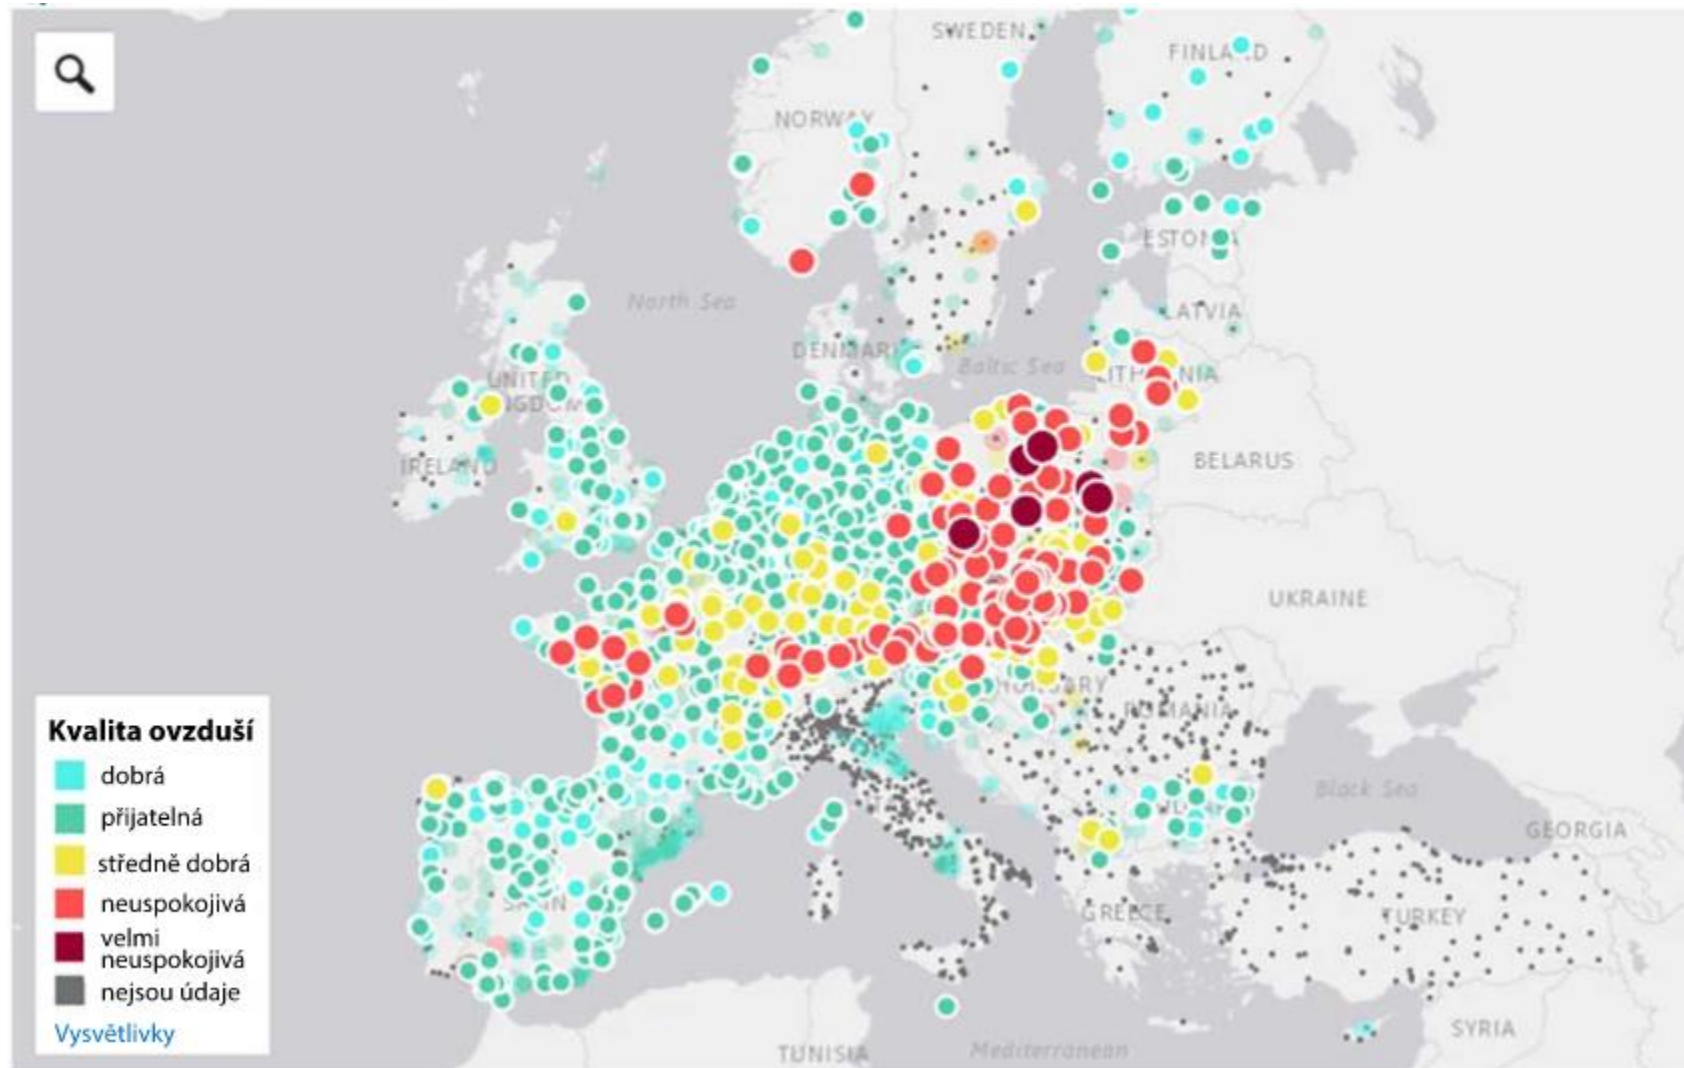 SWEDEN
FINLAND
NORWAY
ESTONIA
North Sea
LATVIA
DENMARK
Baltic Sea
LITHUANIA
UNITED
KINGDOM
IRELAND
BELARUS
UKRAINE
HUNGARY
ROMANIA
Black Sea
GEORGIA
SPAIN
GREECE
TURKEY
SYRIA
TUNISIA
Mediterranean
Kvalita ovzduší
dobrá
přijatelná
středně dobrá
neuspokojivá
velmi
neuspokojivá
nejsou údaje
Vysvětlivky